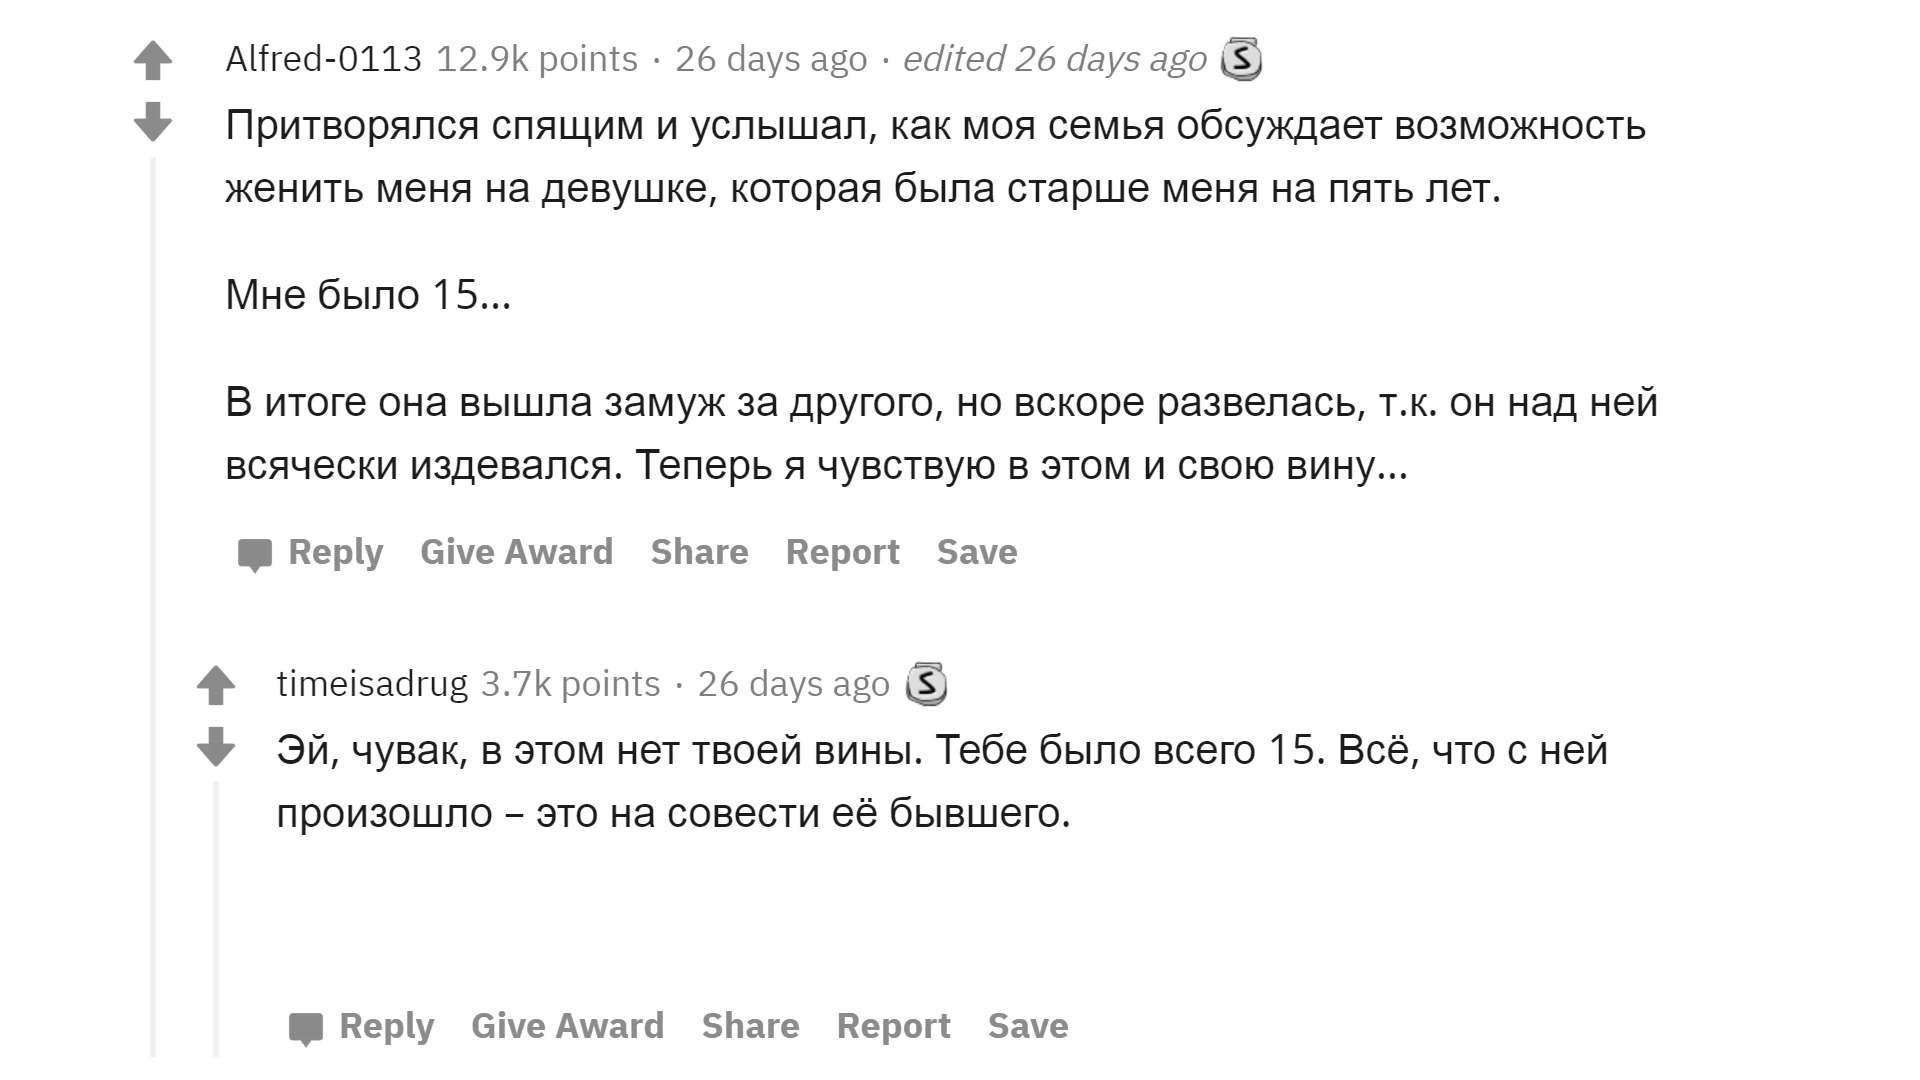 Alfred-0113 12.9k points · 26 days ago · edited 26 days ago S
Притворялся спящим и услышал, как моя семья обсуждает возможность
женить меня на девушке, которая была старше меня на пять лет.
Мне было 15...
В итоге она вышла замуж за другого, но вскоре развелась, т.к. он над ней
всячески издевался. Теперь я чувствую в этом и свою вину...
Reply Give Award Share Report Save
timeisadrug 3.7k points · 26 days ago S
Эй, чувак, в этом нет твоей вины. Тебе было всего 15. Всё, что с ней
произошло – это на совести её бывшего.
Reply Give Award Share Report Save